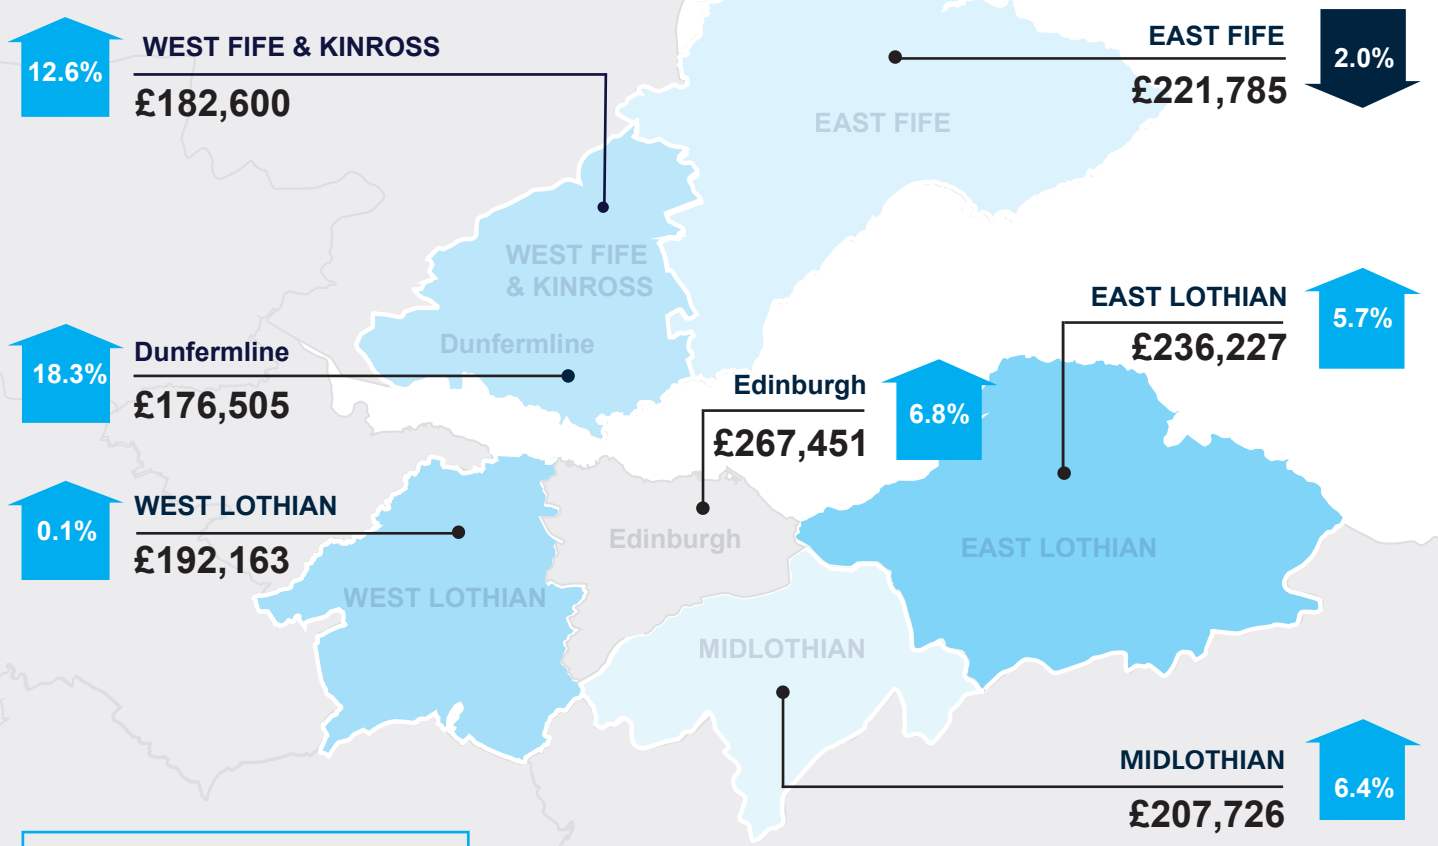 12.6%
WEST FIFE & KINROSS
£182,600
EAST FIFE
£221,785
2.0%
EAST FIFE
WEST FIFE
& KINROSS
Dunfermline
18.3%
Dunfermline
£176,505
EAST LOTHIAN
£236,227
5.7%
Edinburgh
£267,451
6.8%
0.1%
WEST LOTHIAN
£192,163
Edinburgh
EAST LOTHIAN
WEST LOTHIAN
MIDLOTHIAN
MIDLOTHIAN
£207,726
6.4%